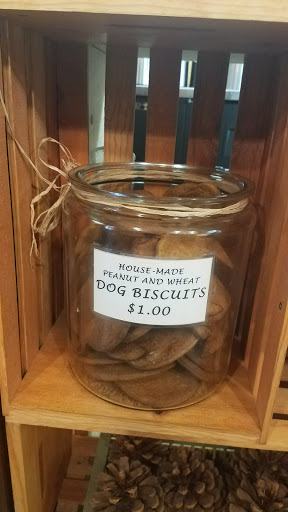 HOUSE-MADE
PEANUT AND WHEAT
DOG BISCUITS
$1.00